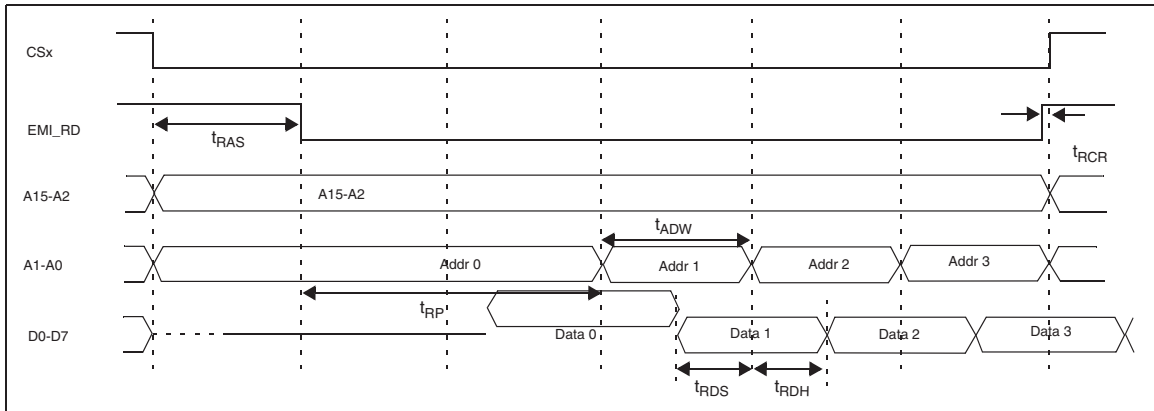 CSx
EMI_RD
tRAS
tRCR
A15-A2
A15-A2
tADW
A1-A0
Addr 0
Addr 1
Addr 2
Addr 3
tRP
D0-D7
Data 0
Data 1
Data 2
Data 3
tRDS
tRDH